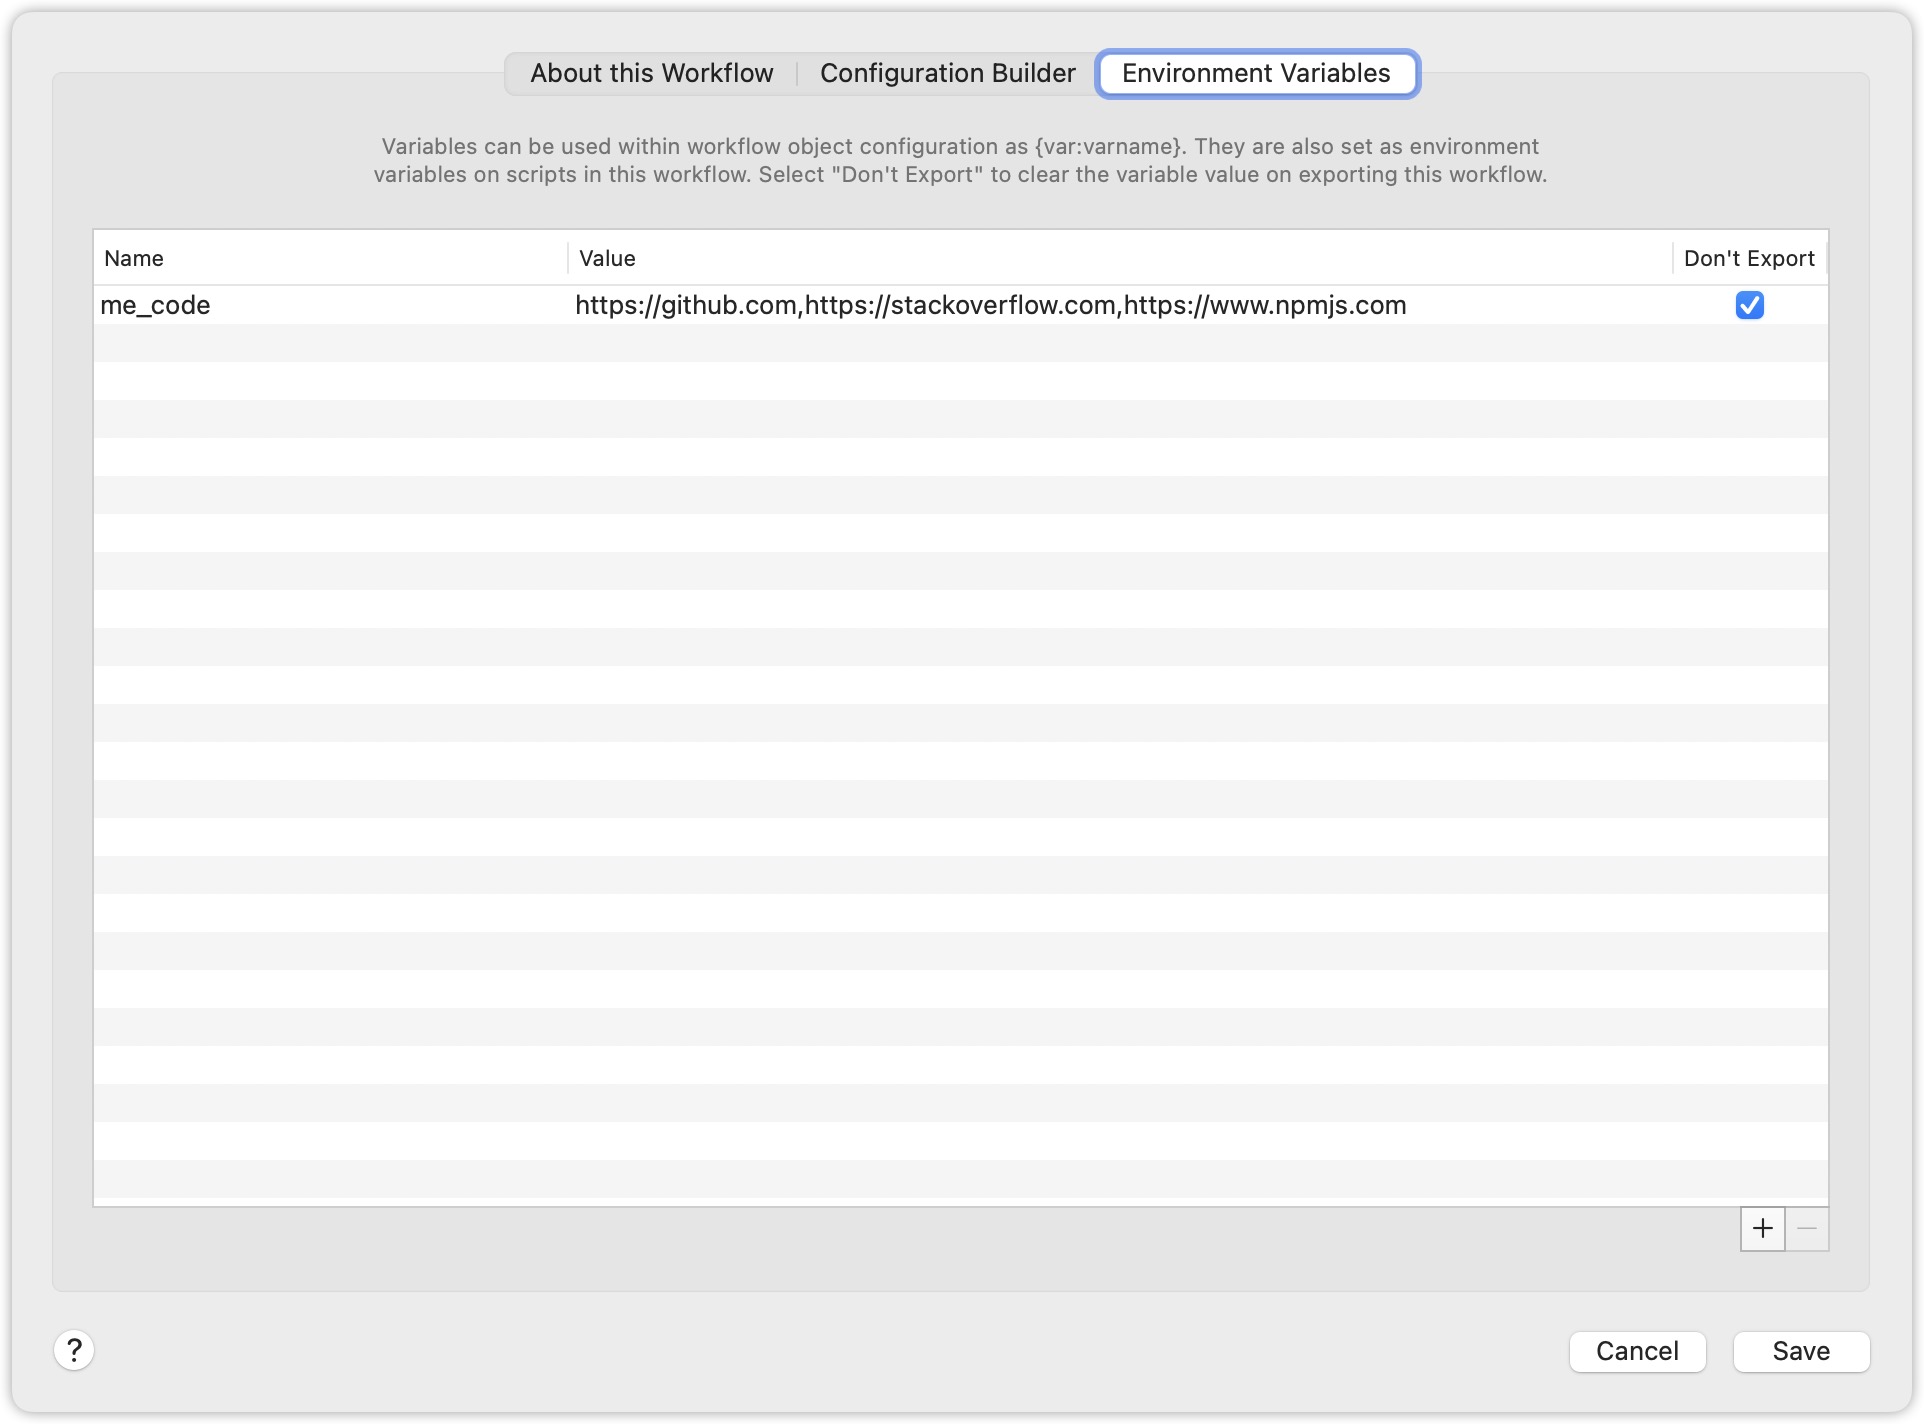 About this Workflow
Configuration Builder
Environment Variables
Variables can be used within workflow object configuration as {var:varname}. They are also set as environment
variables on scripts in this workflow. Select "Don't Export" to clear the variable value on exporting this workflow.
Name Value Don't Export
me_code https://github.com,https://stackoverflow.com,https://www.npmjs.com
+ −
? Cancel Save